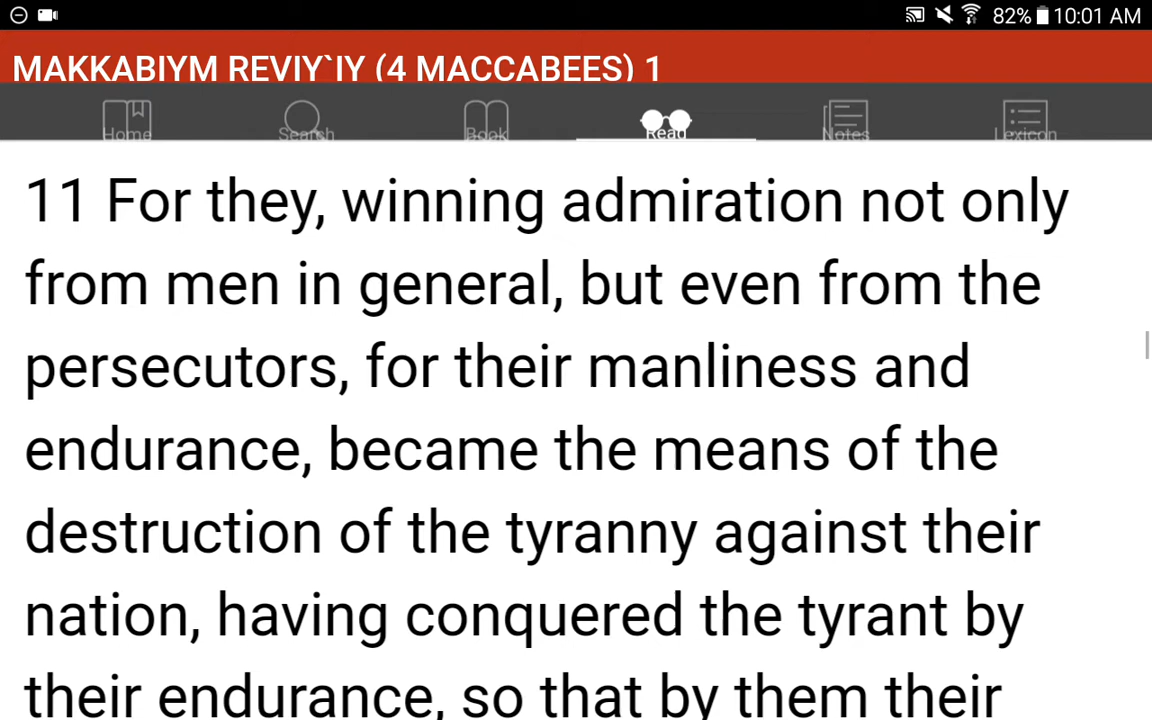 82% 10:01 AM
MAKKABIYM REVIY`IY (4 MACCABEES) 1
Home Search Book Read Notes Lexicon
11 For they, winning admiration not only
from men in general, but even from the
persecutors, for their manliness and
endurance, became the means of the
destruction of the tyranny against their
nation, having conquered the tyrant by
their endurance, so that by them their